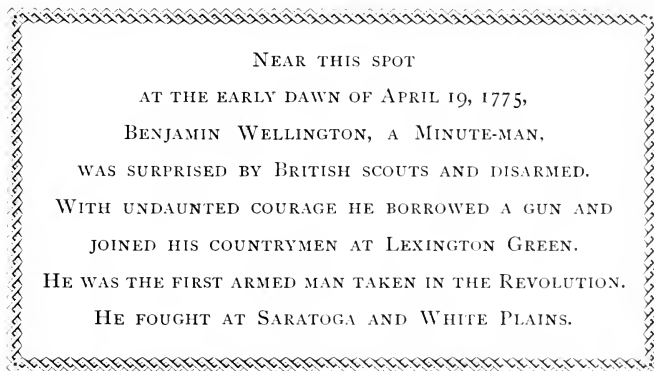 Near this spot
at the early dawn of April 19, 1775,
Benjamin Wellington, a Minute-man,
was surprised by British scouts and disarmed.
With undaunted courage he borrowed a gun and
joined his countrymen at Lexington Green.
He was the first armed man taken in the Revolution.
He fought at Saratoga and White Plains.